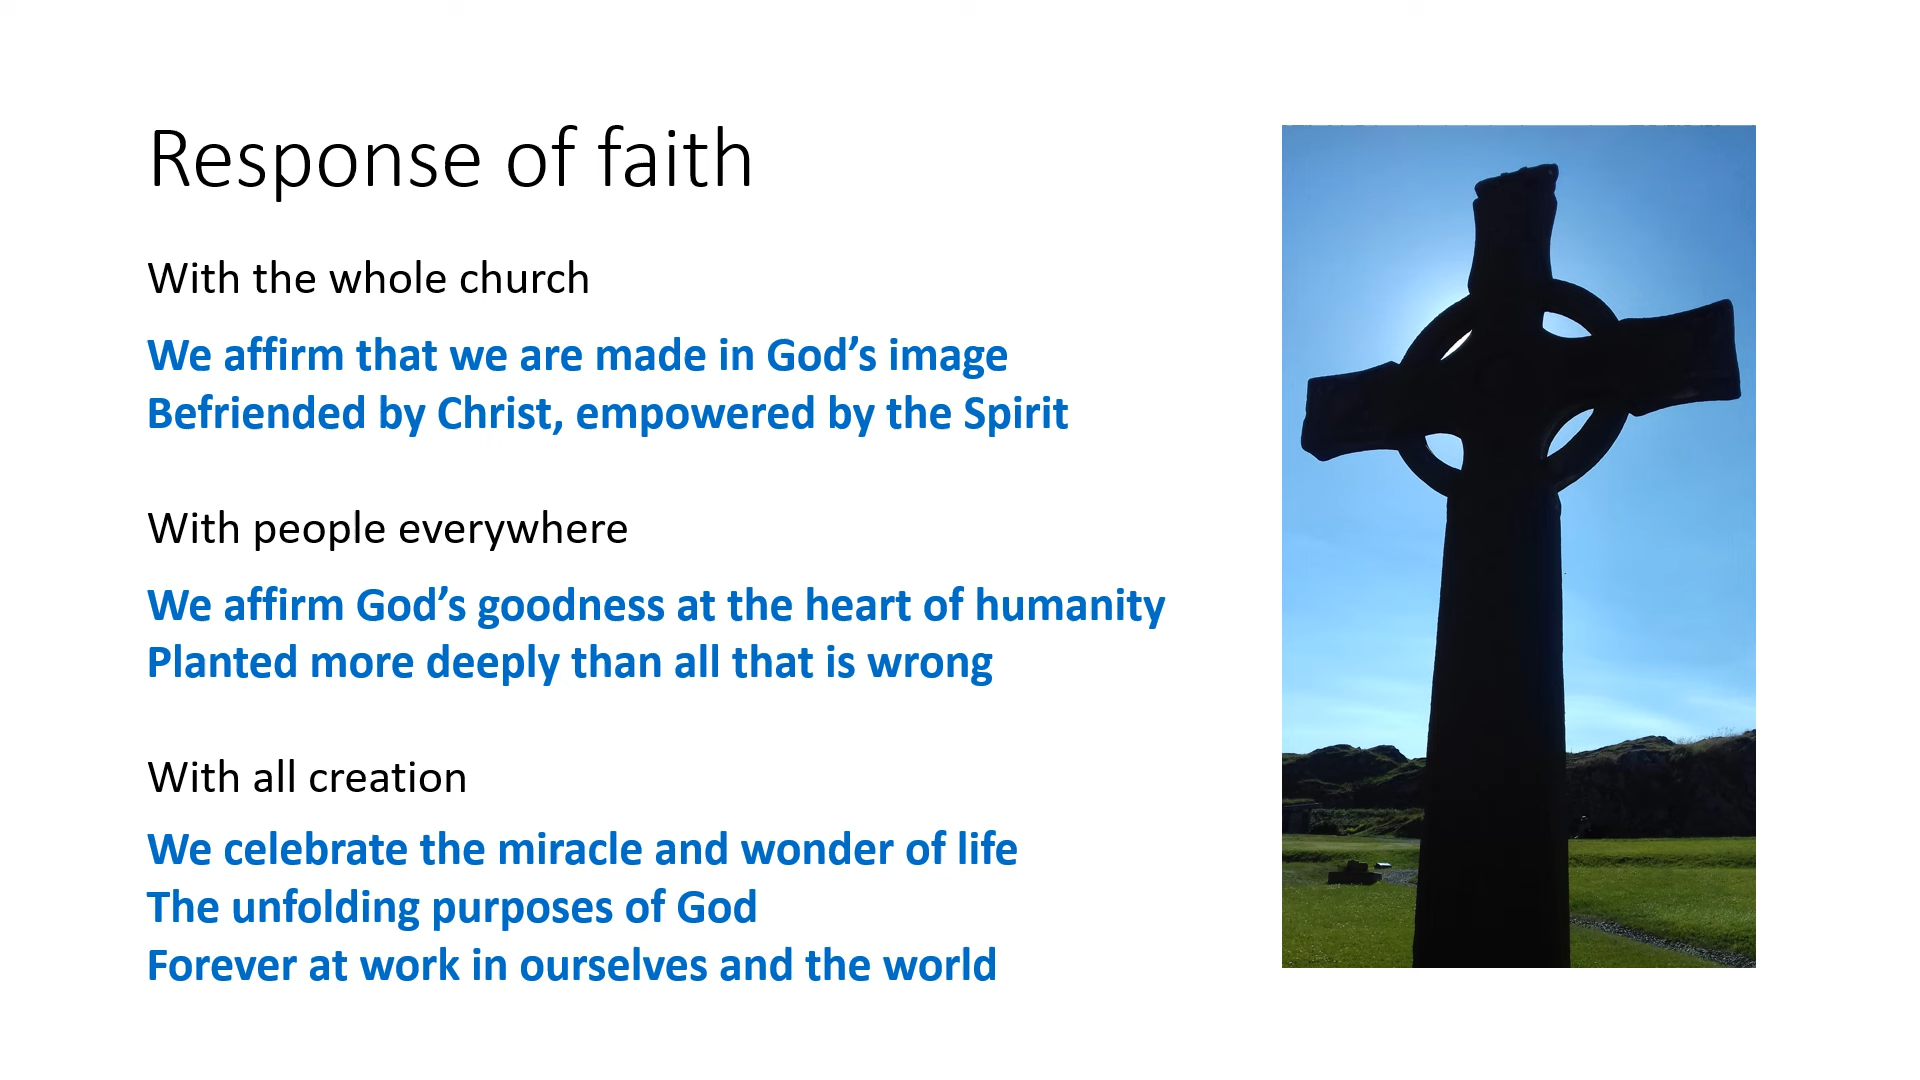 Response of faith
With the whole church
We affirm that we are made in God’s image
Befriended by Christ, empowered by the Spirit
With people everywhere
We affirm God’s goodness at the heart of humanity
Planted more deeply than all that is wrong
With all creation
We celebrate the miracle and wonder of life
The unfolding purposes of God
Forever at work in ourselves and the world